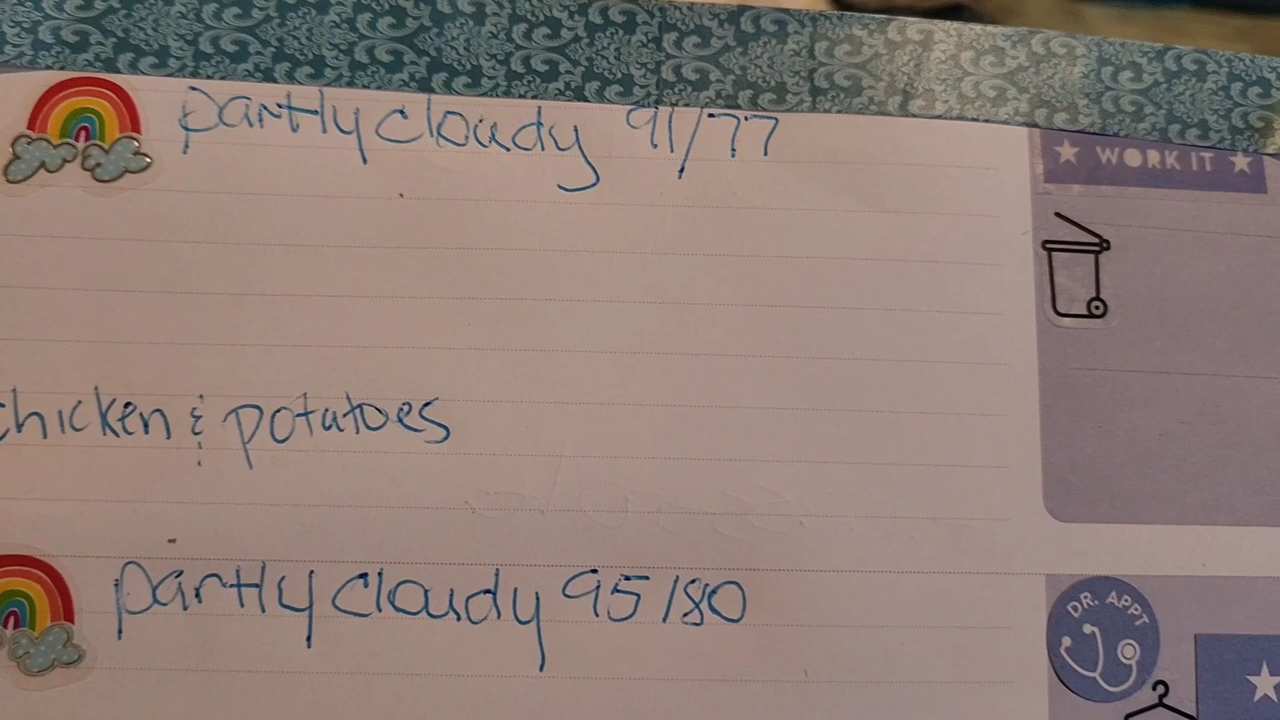 partly cloudy 91/77
★ WORK IT ★
chicken & potatoes
partly cloudy 95/80
DR. APPT